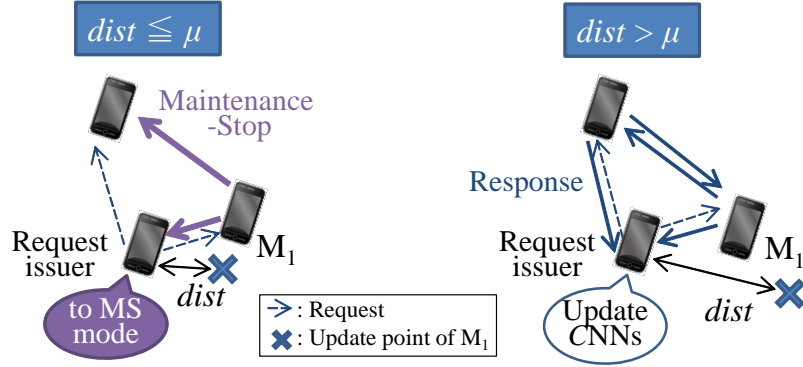 dist ≦ μ
Maintenance
-Stop
Request
issuer
M₁
dist
to MS
mode
: Request
: Update point of M₁
dist > μ
Response
Request
issuer
M₁
dist
Update
CNNs